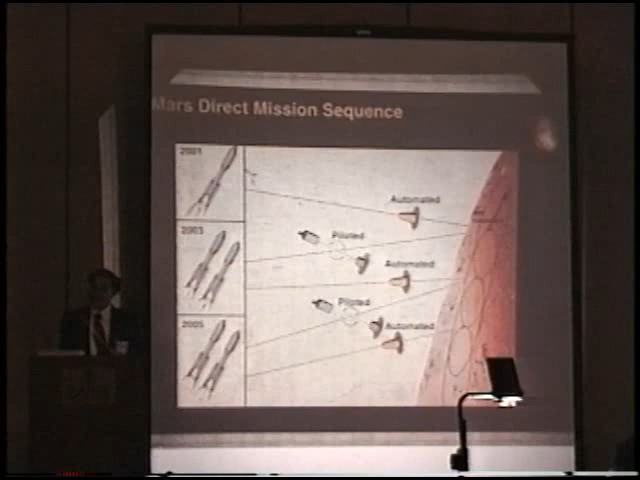 Mars Direct Mission Sequence
2001
Automated
2003
Piloted
Automated
2005
Piloted
Automated